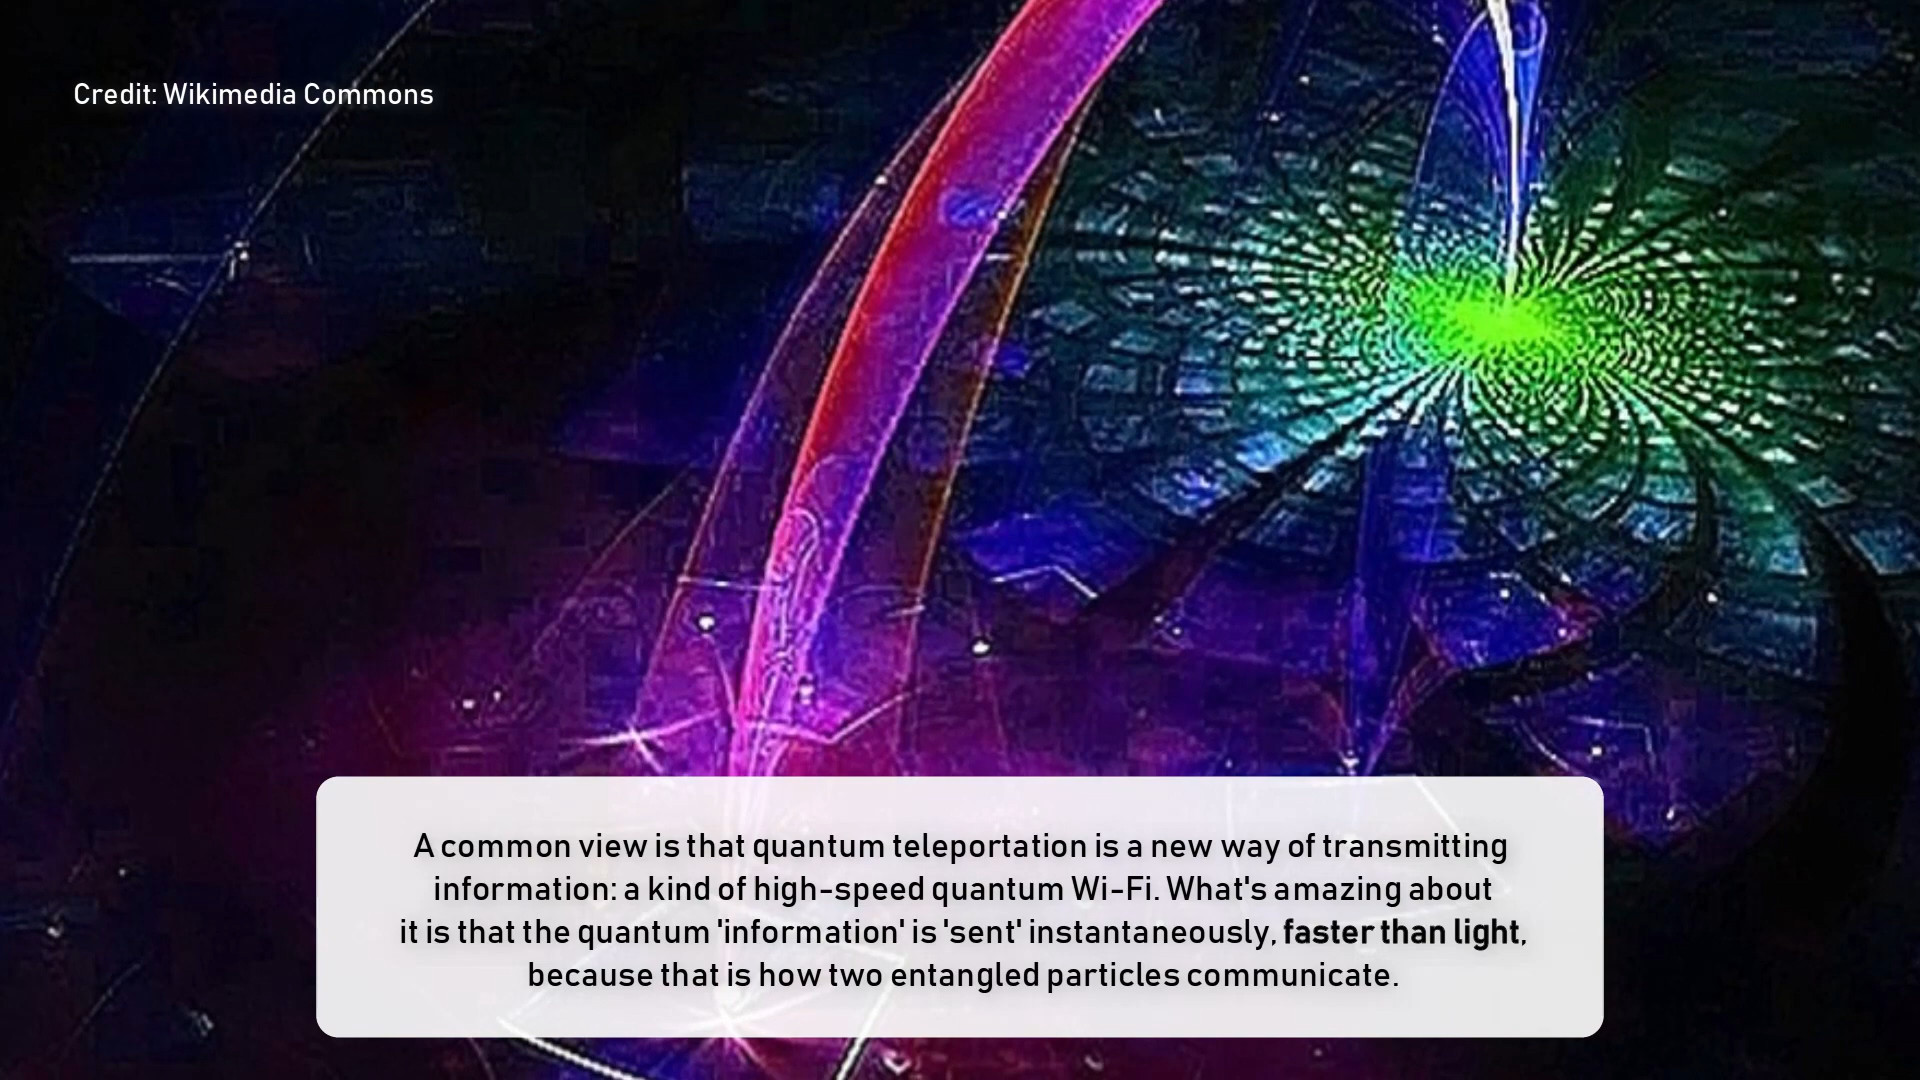 Credit: Wikimedia Commons
A common view is that quantum teleportation is a new way of transmitting
information: a kind of high-speed quantum Wi-Fi. What's amazing about
it is that the quantum 'information' is 'sent' instantaneously, faster than light,
because that is how two entangled particles communicate.